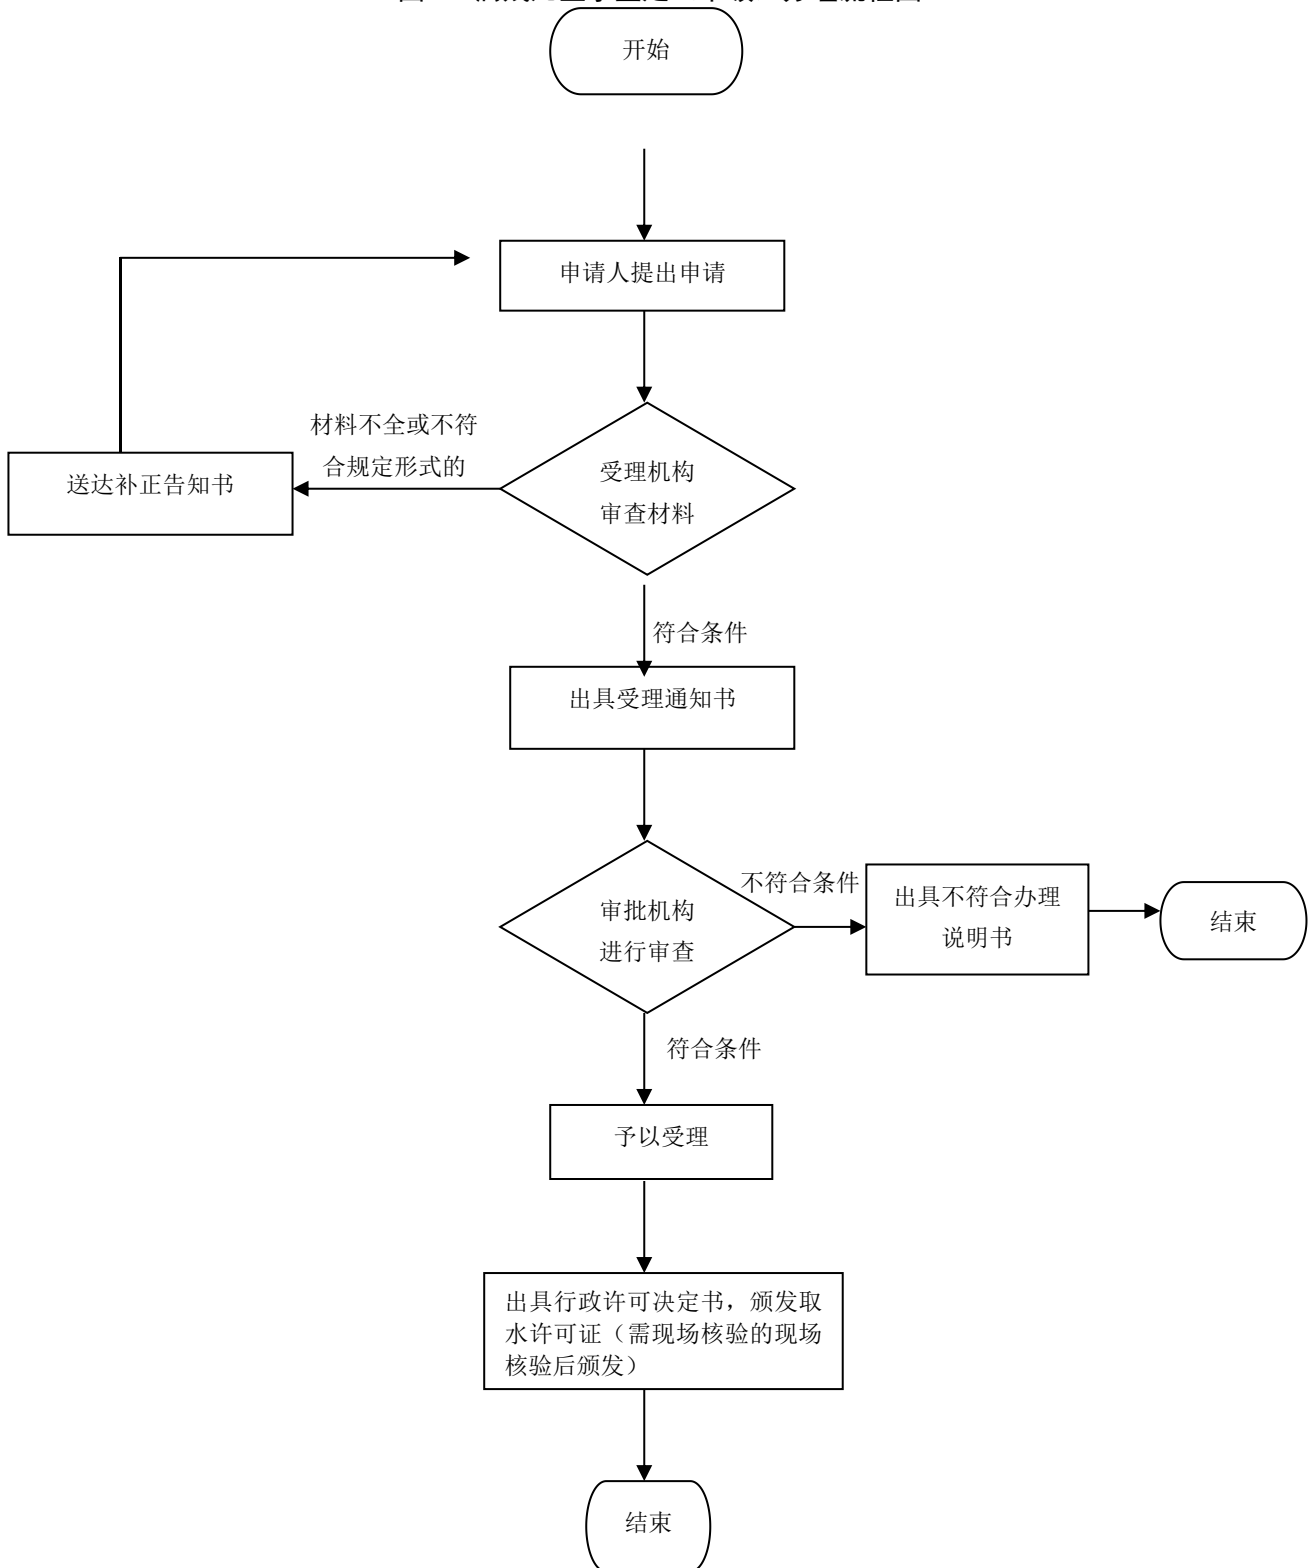 开始
申请人提出申请
材料不全或不符
合规定形式的
送达补正告知书
受理机构
审查材料
符合条件
出具受理通知书
不符合条件
审批机构
进行审查
出具不符合办理
说明书
结束
符合条件
予以受理
出具行政许可决定书，颁发取
水许可证（需现场核验的现场
核验后颁发）
结束